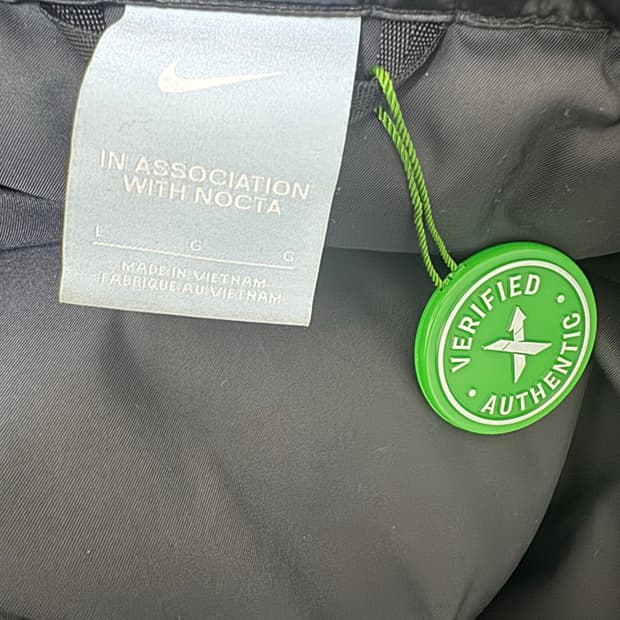 IN ASSOCIATION
WITH NOCTA
L G G
MADE IN VIETNAM
FABRIQUE AU VIETNAM
VERIFIED
AUTHENTIC